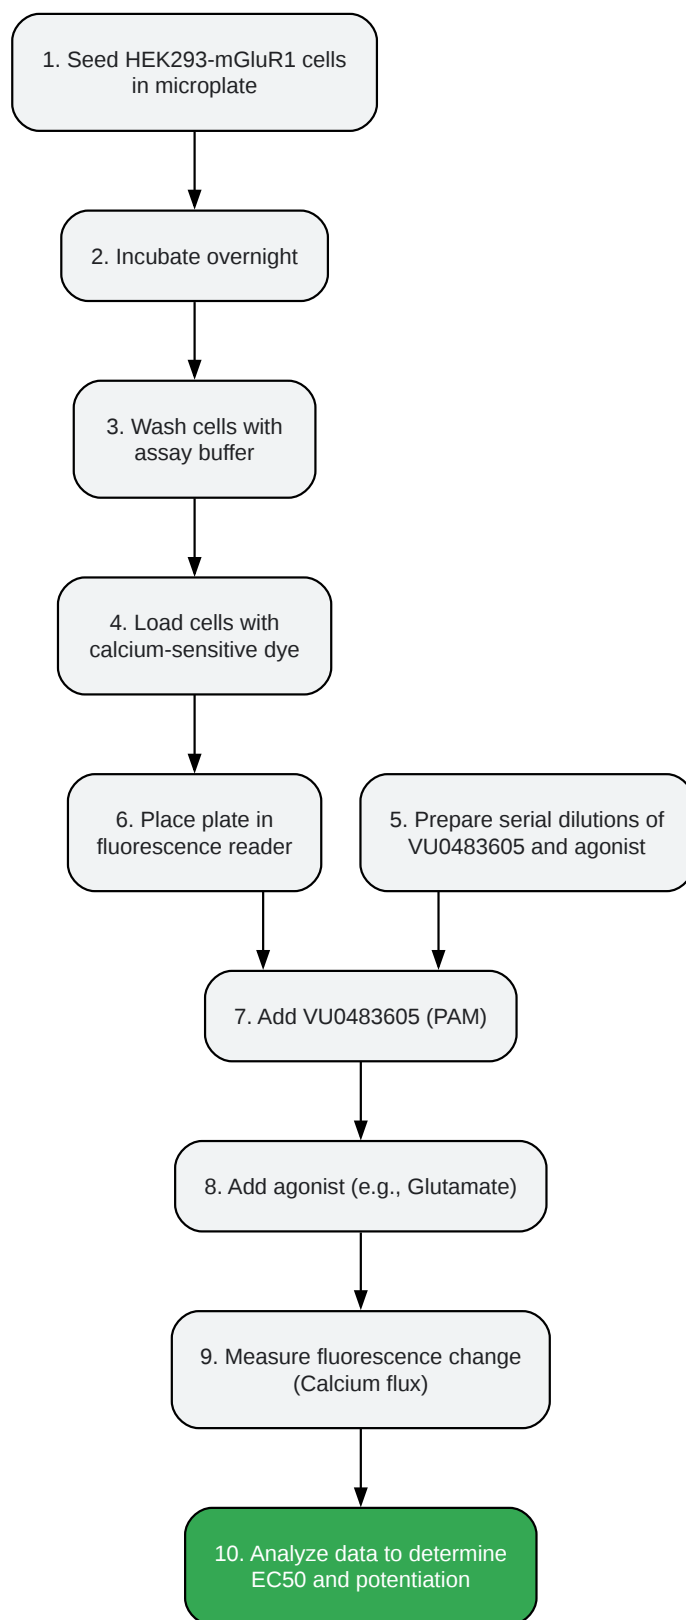 1. Seed HEK293-mGluR1 cells
in microplate
2. Incubate overnight
3. Wash cells with
assay buffer
4. Load cells with
calcium-sensitive dye
6. Place plate in
fluorescence reader
5. Prepare serial dilutions of
VU0483605 and agonist
7. Add VU0483605 (PAM)
8. Add agonist (e.g., Glutamate)
9. Measure fluorescence change
(Calcium flux)
10. Analyze data to determine
EC50 and potentiation